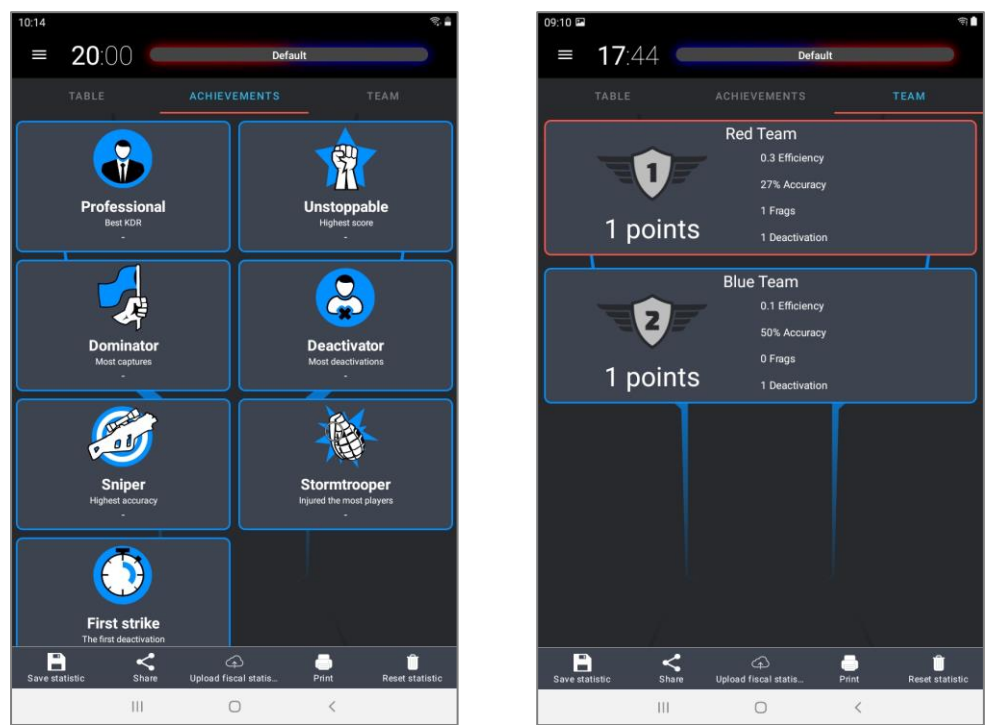 10:14
20:00
Default
TABLE ACHIEVEMENTS TEAM
Professional
Best KDR
-
Unstoppable
Highest score
-
Dominator
Most captures
-
Deactivator
Most deactivations
-
Sniper
Highest accuracy
-
Stormtrooper
Injured the most players
-
First strike
The first deactivation
Save statistic Share Upload fiscal statis... Print Reset statistic
09:10
17:44
Default
TABLE ACHIEVEMENTS TEAM
Red Team
1
1 points
0.3 Efficiency
27% Accuracy
1 Frags
1 Deactivation
Blue Team
2
1 points
0.1 Efficiency
50% Accuracy
0 Frags
1 Deactivation
Save statistic Share Upload fiscal statis... Print Reset statistic